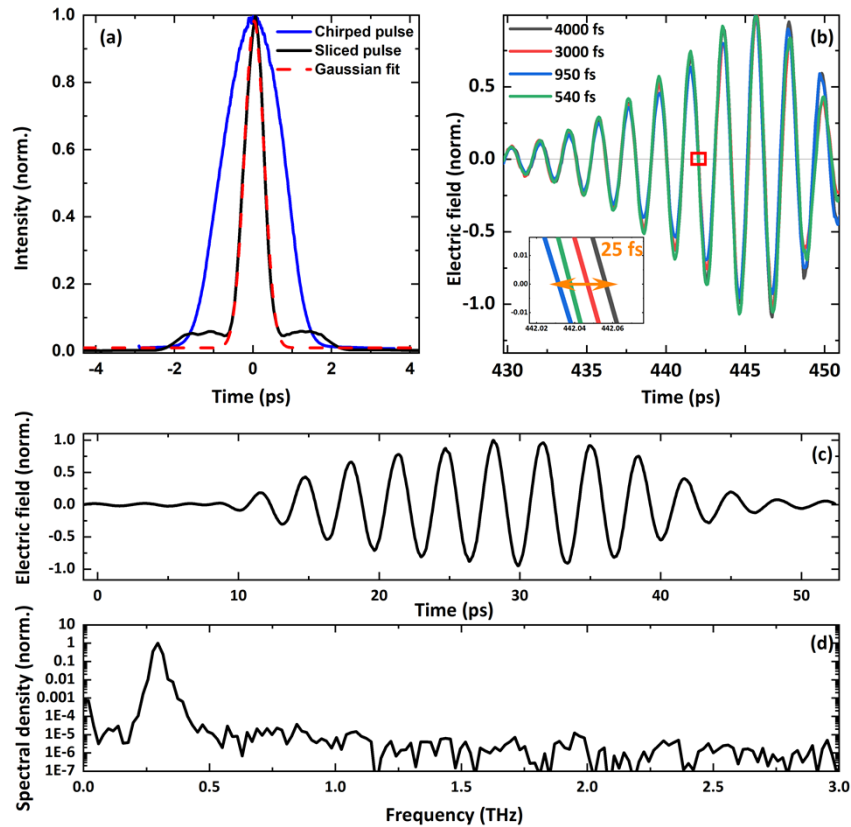 (a)
Chirped pulse
Sliced pulse
Gaussian fit
1.0
0.8
0.6
0.4
0.2
0.0
Intensity (norm.)
-4
-2
0
2
4
Time (ps)
(b)
4000 fs
3000 fs
950 fs
540 fs
0.5
0.0
-0.5
-1.0
Electric field (norm.)
25 fs
0.01
0.00
-0.01
442.02
442.04
442.06
430
435
440
445
450
Time (ps)
(c)
1.0
0.5
0.0
-0.5
-1.0
Electric field (norm.)
0
10
20
30
40
50
Time (ps)
(d)
10
1
0.1
0.01
0.001
1E-4
1E-5
1E-6
1E-7
Spectral density (norm.)
0.0
0.5
1.0
1.5
2.0
2.5
3.0
Frequency (THz)